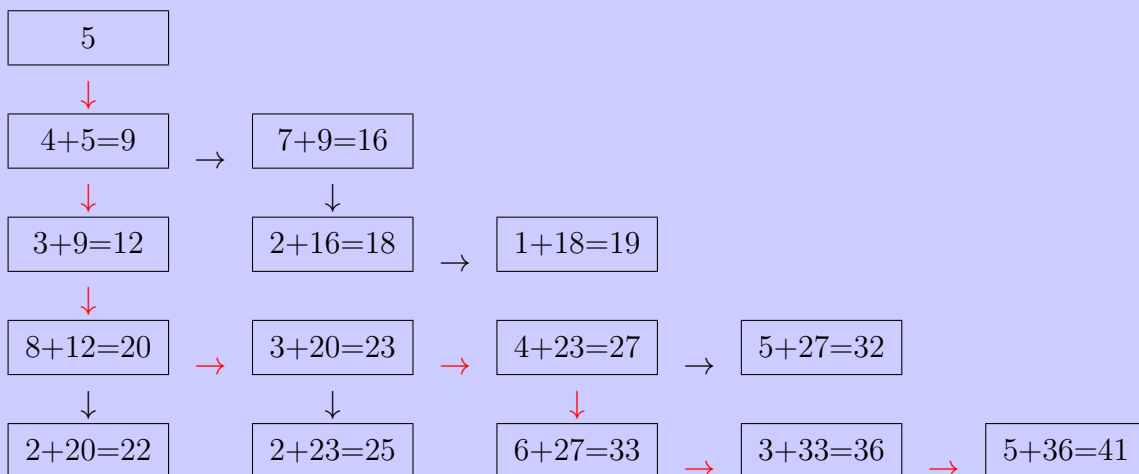 5
↓
4+5=9 → 7+9=16
↓ ↓
3+9=12 2+16=18 → 1+18=19
↓
8+12=20 → 3+20=23 → 4+23=27 → 5+27=32
↓ ↓ ↓
2+20=22 2+23=25 6+27=33 → 3+33=36 → 5+36=41